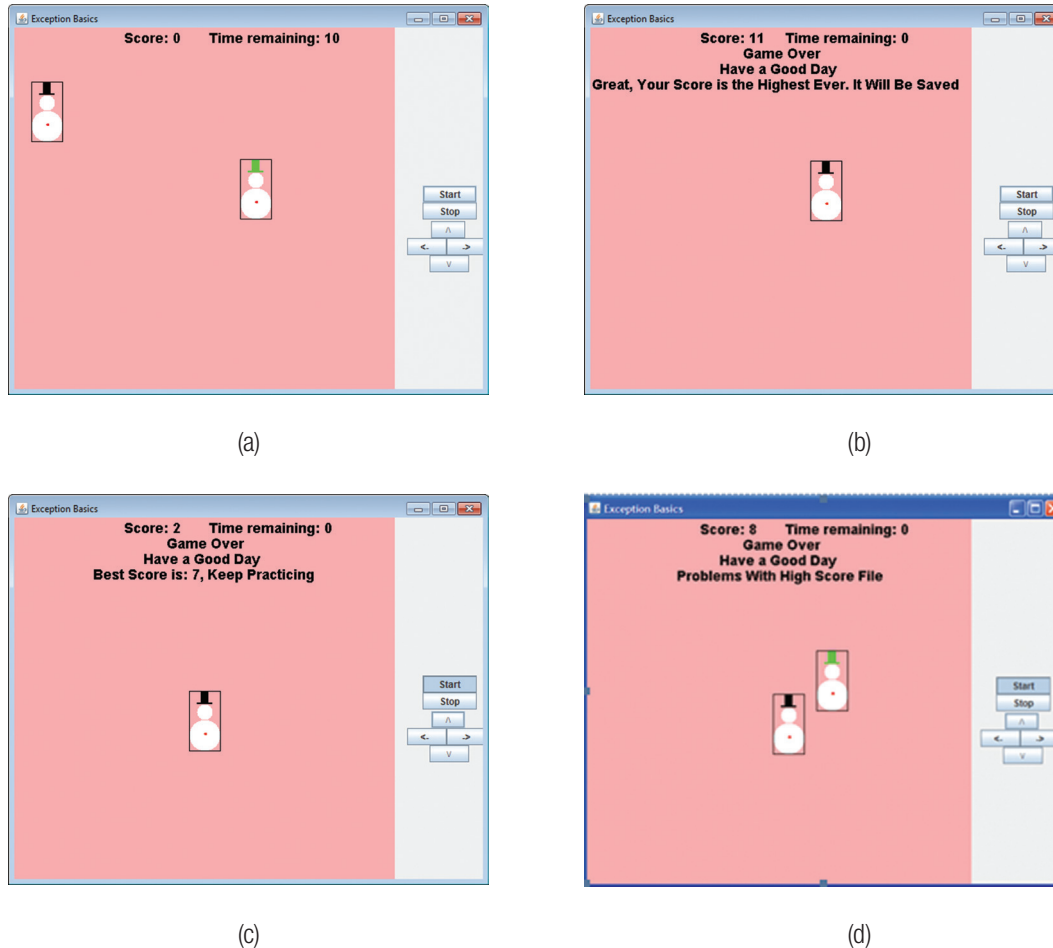 Exception Basics
Score: 0 Time remaining: 10
Start
Stop
^
<- ->
v
(a)
Exception Basics
Score: 11 Time remaining: 0
Game Over
Have a Good Day
Great, Your Score is the Highest Ever. It Will Be Saved
Start
Stop
^
<- ->
v
(b)
Exception Basics
Score: 2 Time remaining: 0
Game Over
Have a Good Day
Best Score is: 7, Keep Practicing
Start
Stop
^
<- ->
v
(c)
Exception Basics
Score: 8 Time remaining: 0
Game Over
Have a Good Day
Problems With High Score File
Start
Stop
^
<- ->
v
(d)